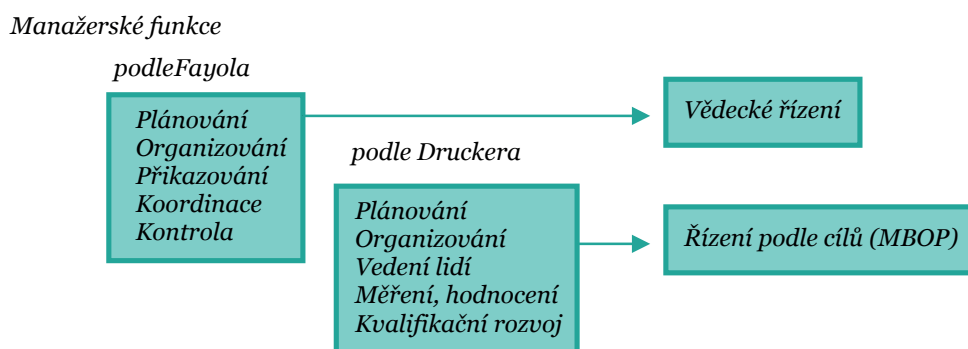 Manažerské funkce
podleFayola
Plánování
Organizování
Přikazování
Koordinace
Kontrola
Vědecké řízení
podle Druckera
Plánování
Organizování
Vedení lidí
Měření, hodnocení
Kvalifikační rozvoj
Řízení podle cílů (MBOP)